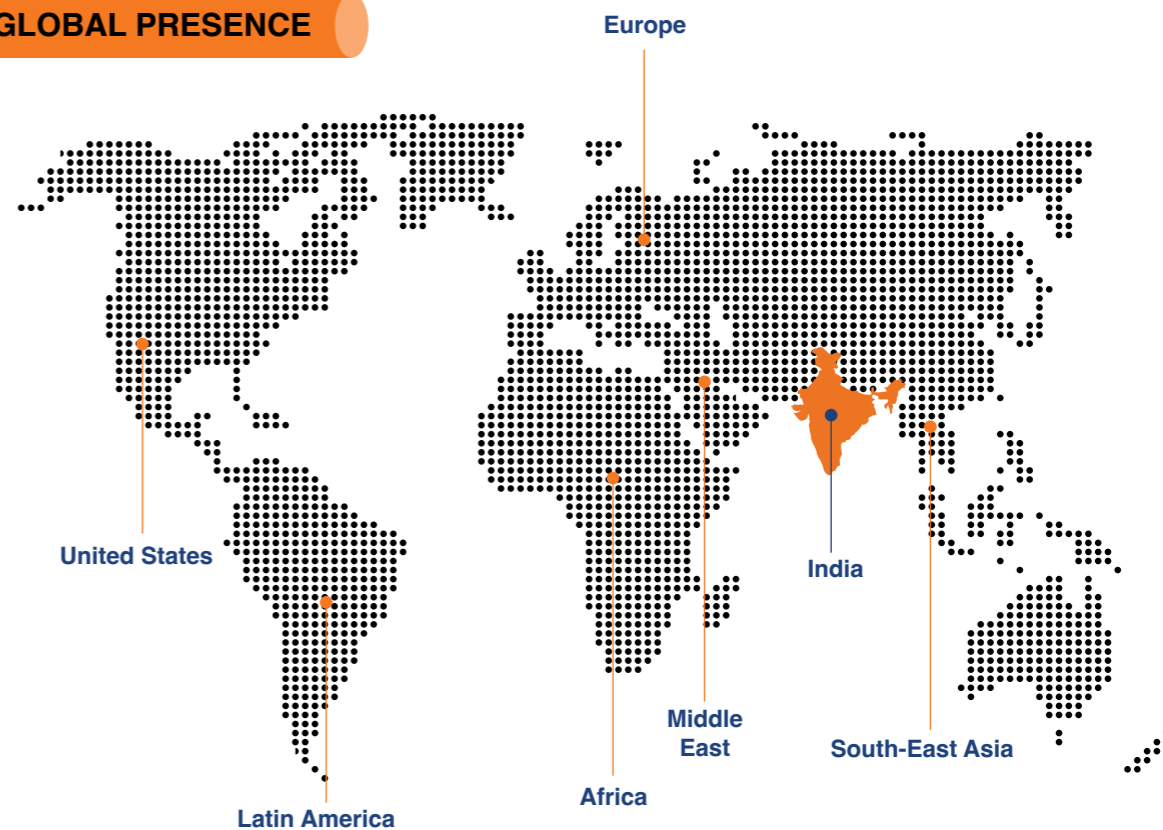 GLOBAL PRESENCE
Europe
United States
India
Middle
East
South-East Asia
Africa
Latin America